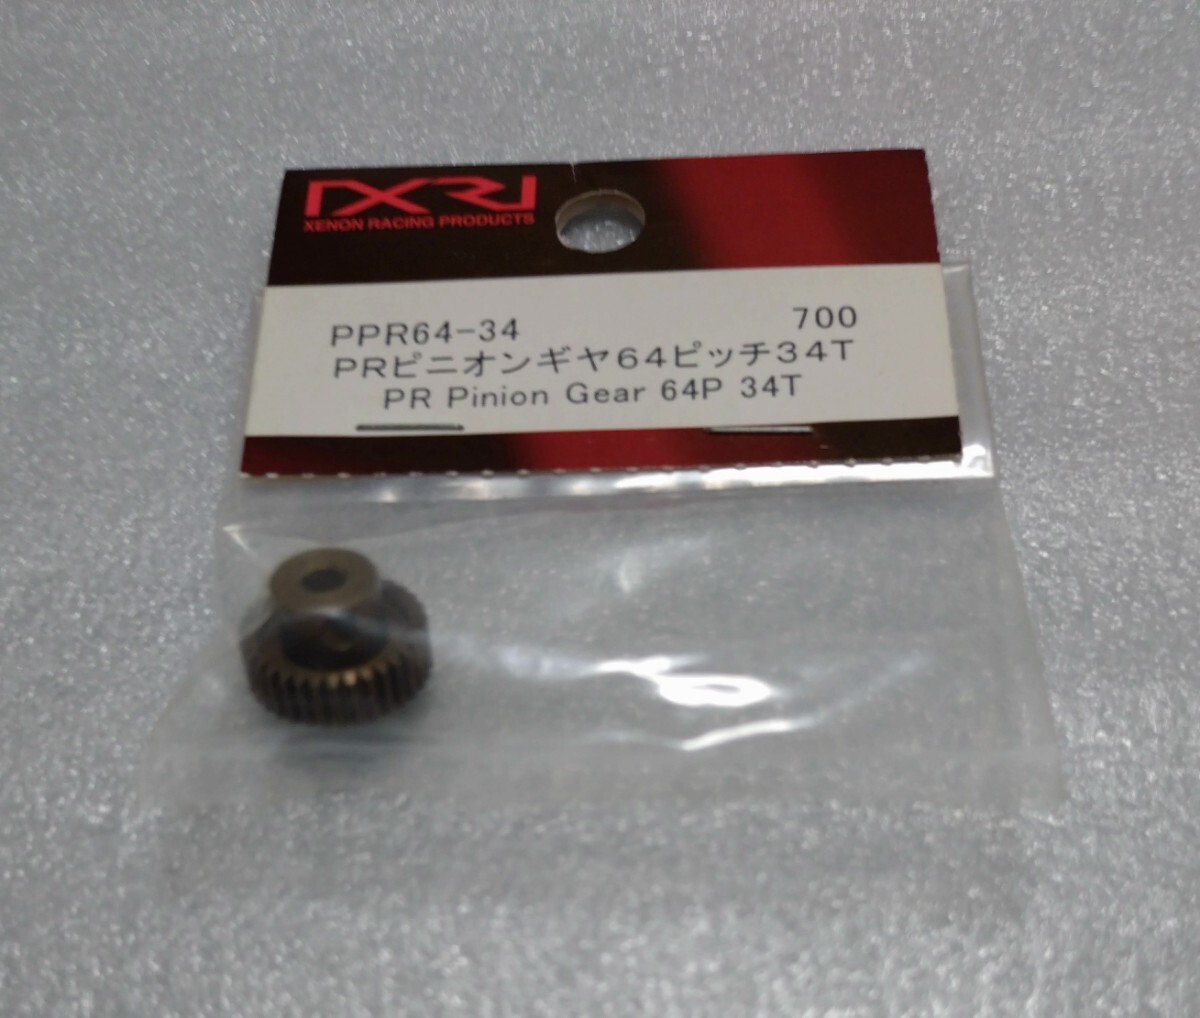 IXRI
XENON RACING PRODUCTS
PPR64-34 700
PRピニオンギヤ64ピッチ34T
PR Pinion Gear 64P 34T